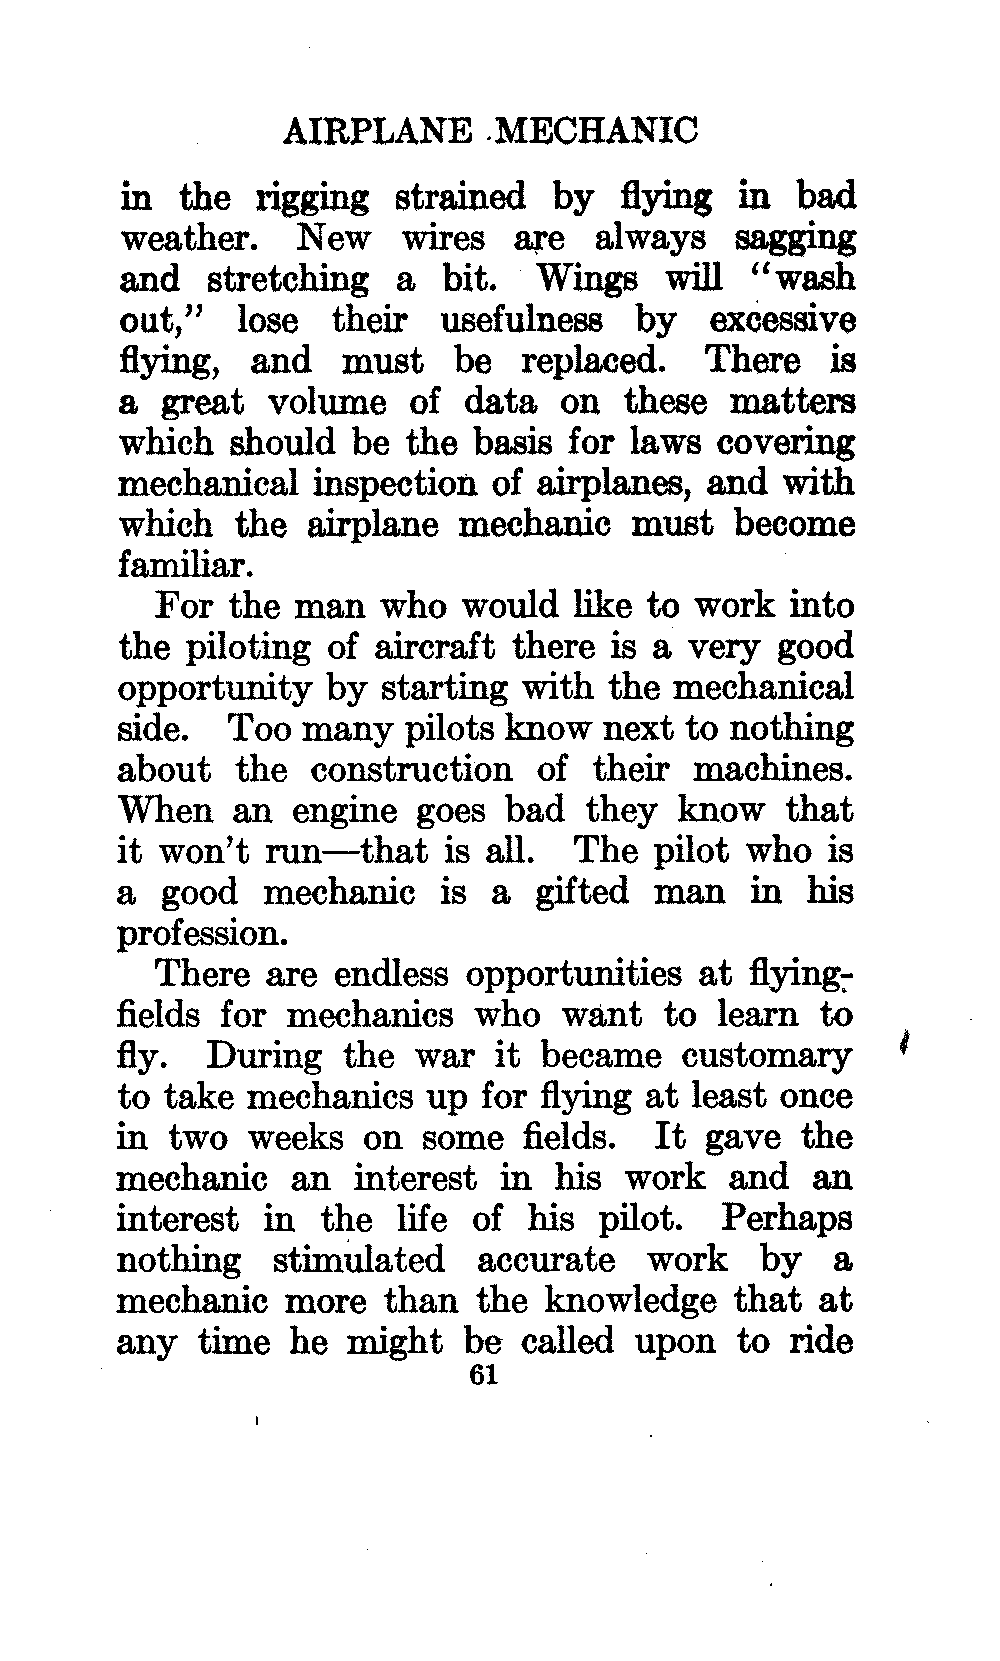 AIRPLANE MECHANIC
in the rigging strained by flying in bad
weather. New wires are always sagging
and stretching a bit. Wings will “wash
out,” lose their usefulness by excessive
flying, and must be replaced. There is
a great volume of data on these matters
which should be the basis for laws covering
mechanical inspection of airplanes, and with
which the airplane mechanic must become
familiar.
For the man who would like to work into
the piloting of aircraft there is a very good
opportunity by starting with the mechanical
side. Too many pilots know next to nothing
about the construction of their machines.
When an engine goes bad they know that
it won’t run—that is all. The pilot who is
a good mechanic is a gifted man in his
profession.
There are endless opportunities at flying-
fields for mechanics who want to learn to
fly. During the war it became customary
to take mechanics up for flying at least once
in two weeks on some fields. It gave the
mechanic an interest in his work and an
interest in the life of his pilot. Perhaps
nothing stimulated accurate work by a
mechanic more than the knowledge that at
any time he might be called upon to ride
61